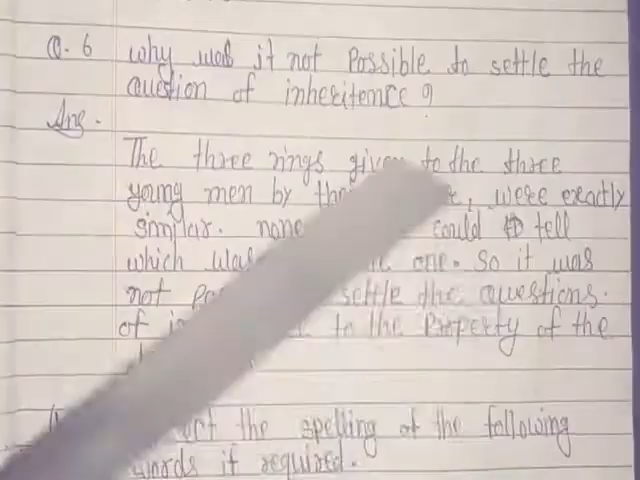 Q. 6 why was it not Possible to settle the
question of inheritence ?
Ans.
The three rings given to the three
young men by were exactly
similar. none could tell
which was one. so it was
not settle the questions.
of to the Property of the
the spelling of the following
words if required.